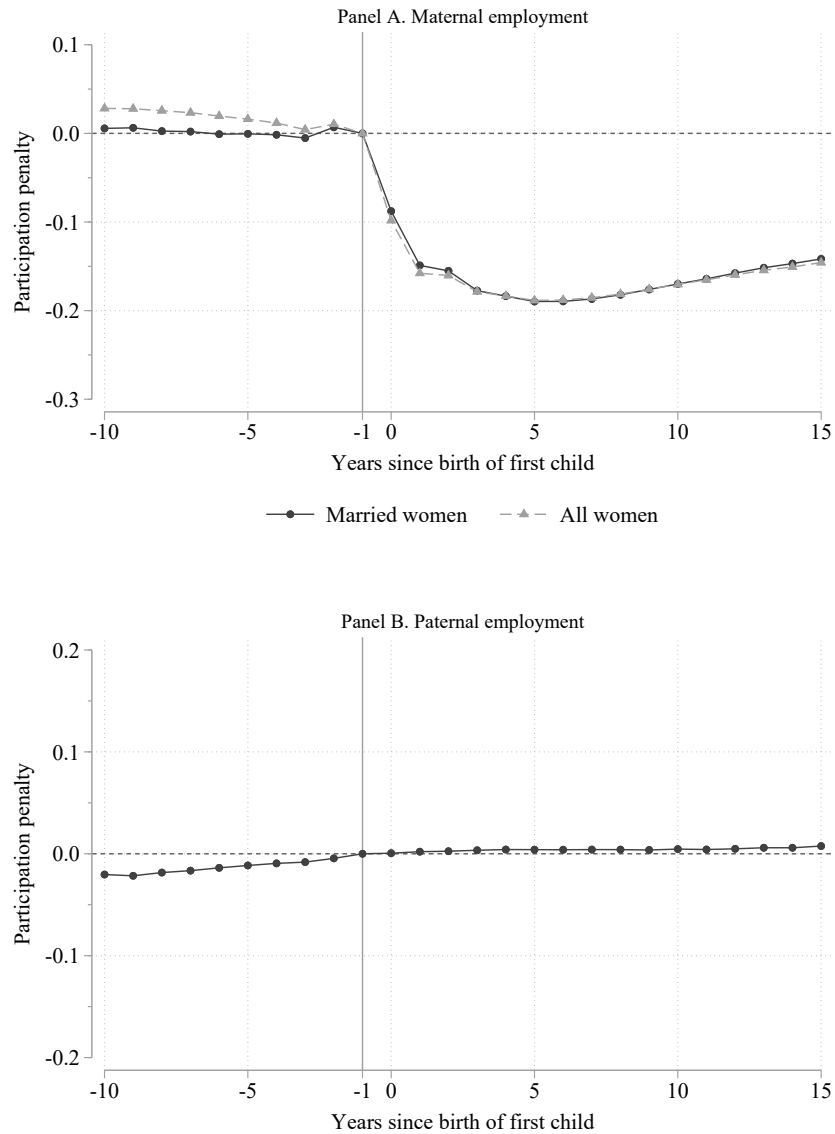 Panel A. Maternal employment
0.1
0.0
-0.1
-0.2
-0.3
Participation penalty
-10 -5 -1 0 5 10 15
Years since birth of first child
Married women All women
Panel B. Paternal employment
0.2
0.1
0.0
-0.1
-0.2
Participation penalty
-10 -5 -1 0 5 10 15
Years since birth of first child